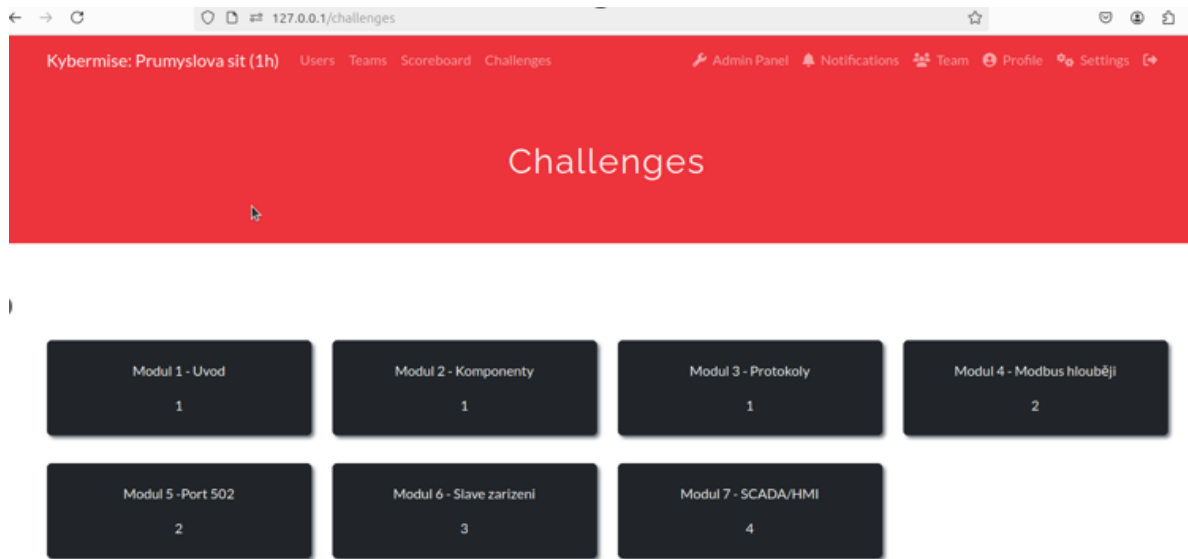 127.0.0.1/challenges
Kybermise: Prumyslova sit (1h) Users Teams Scoreboard Challenges Admin Panel Notifications Team Profile Settings
Challenges
Modul 1 - Uvod Modul 2 - Komponenty Modul 3 - Protokoly Modul 4 - Modbus hlouběji
1 1 1 2
Modul 5 -Port 502 Modul 6 - Slave zarizeni Modul 7 - SCADA/HMI
2 3 4